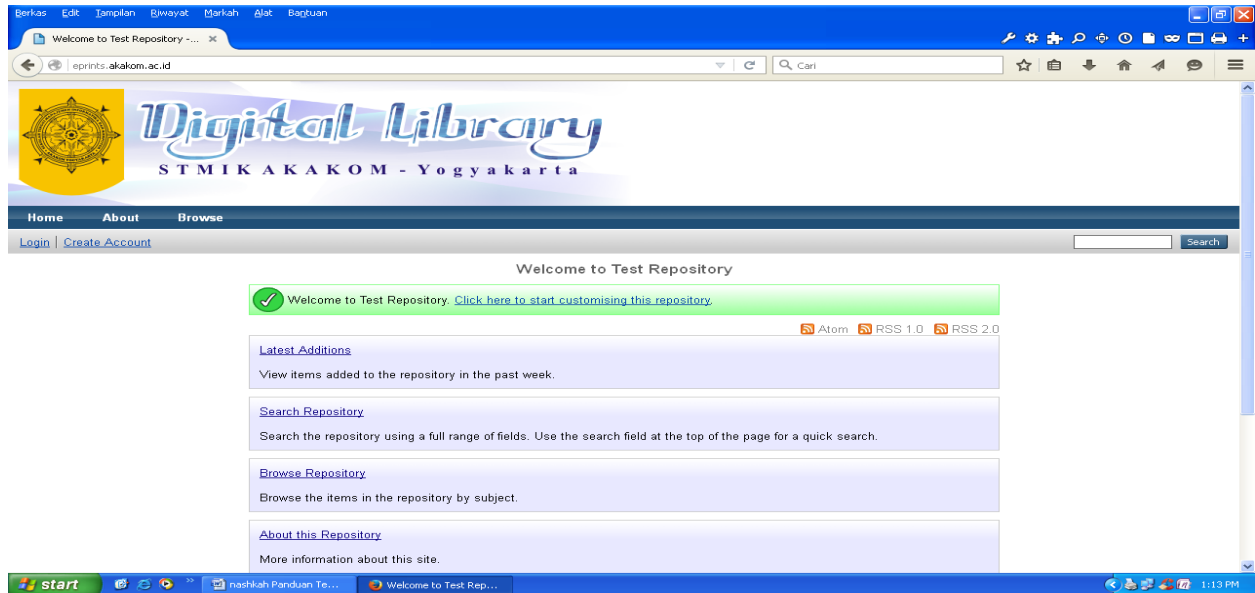 Berkas Edit Tampilan Riwayat Markah Alat Bantuan
Welcome to Test Repository -... ×
eprints.akakom.ac.id
Cari
Digital Library
STMIK AKAKOM - Yogyakarta
Home About Browse
Login | Create Account
Search
Welcome to Test Repository
Welcome to Test Repository. Click here to start customising this repository.
Atom RSS 1.0 RSS 2.0
Latest Additions
View items added to the repository in the past week.
Search Repository
Search the repository using a full range of fields. Use the search field at the top of the page for a quick search.
Browse Repository
Browse the items in the repository by subject.
About this Repository
More information about this site.
start nashkah Panduan Te... Welcome to Test Rep... 1:13 PM